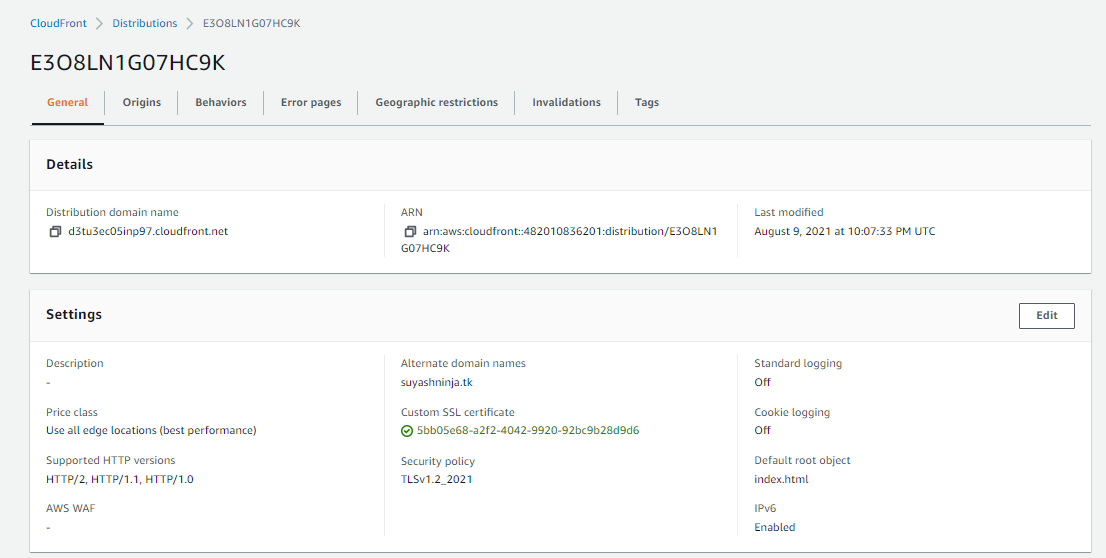 CloudFront > Distributions > E3O8LN1G07HC9K
E3O8LN1G07HC9K
General Origins Behaviors Error pages Geographic restrictions Invalidations Tags
Details
Distribution domain name
d3tu3ec05inp97.cloudfront.net
ARN
arn:aws:cloudfront::482010836201:distribution/E3O8LN1
G07HC9K
Last modified
August 9, 2021 at 10:07:33 PM UTC
Settings
Edit
Description
-
Price class
Use all edge locations (best performance)
Supported HTTP versions
HTTP/2, HTTP/1.1, HTTP/1.0
AWS WAF
-
Alternate domain names
suyashninja.tk
Custom SSL certificate
5bb05e68-a2f2-4042-9920-92bc9b28d9d6
Security policy
TLSv1.2_2021
Standard logging
Off
Cookie logging
Off
Default root object
index.html
IPv6
Enabled